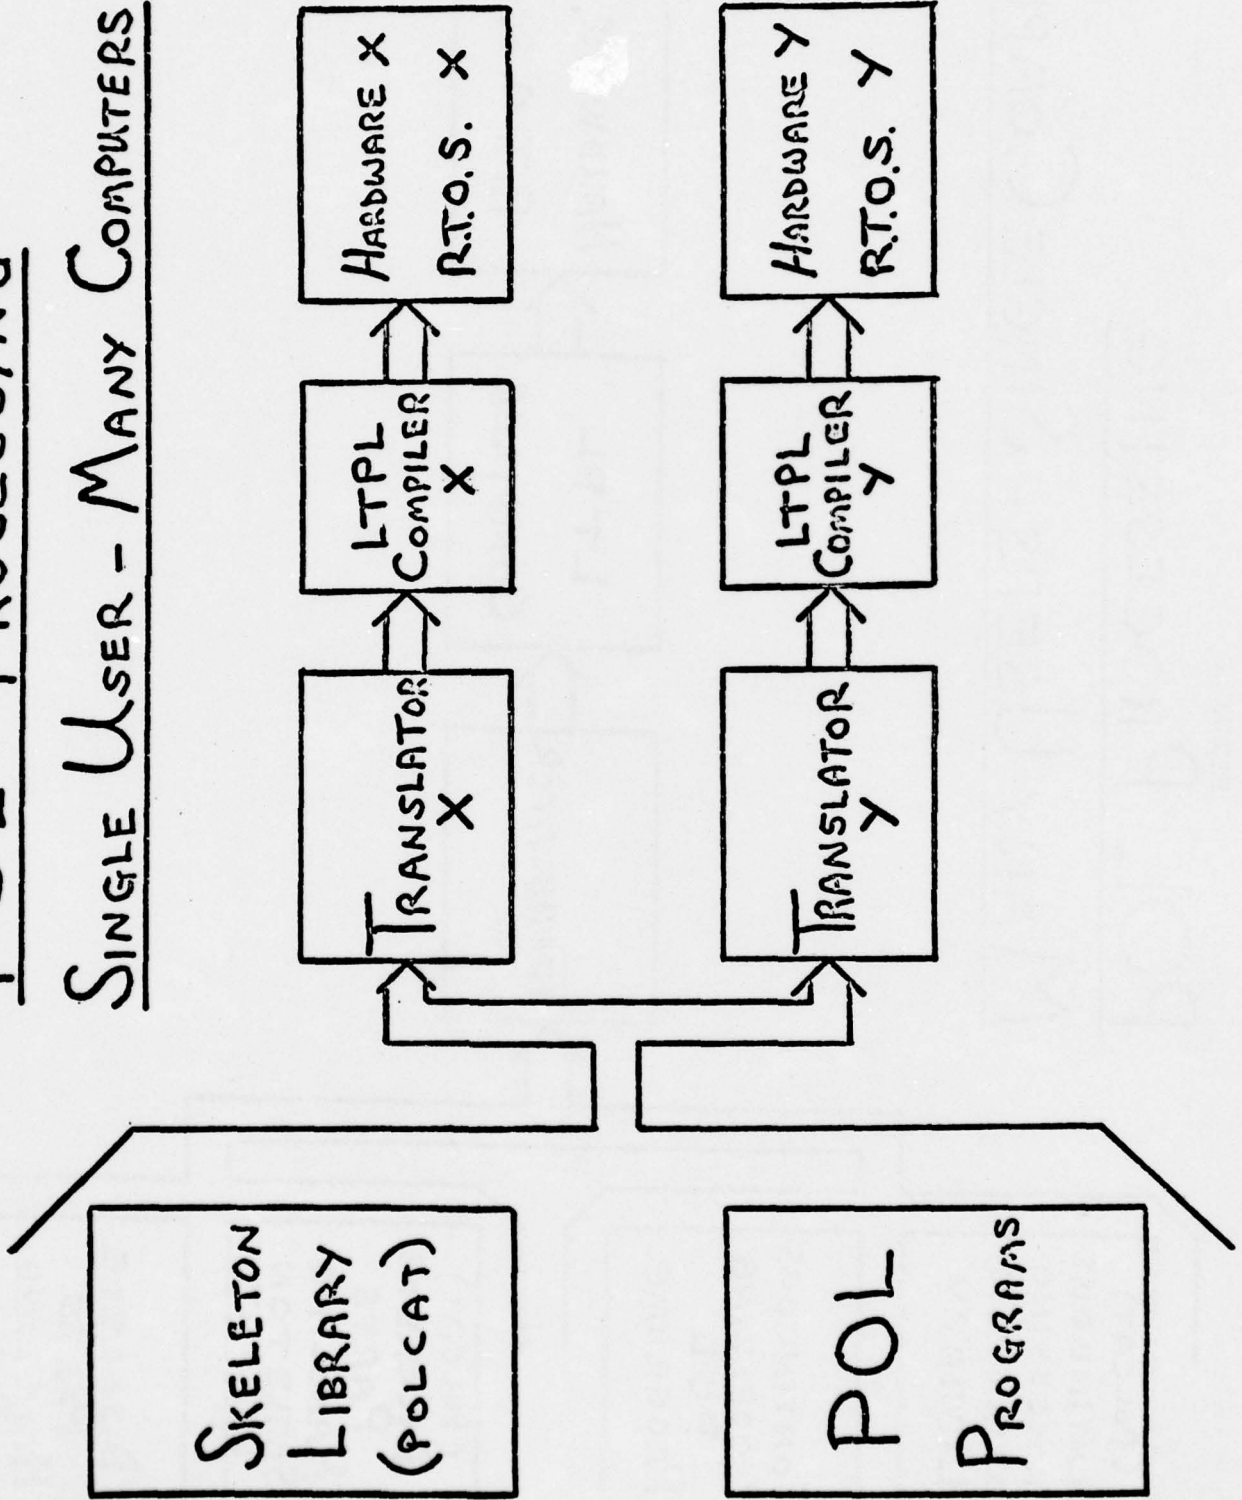 SINGLE USER - MANY COMPUTERS
SKELETON
LIBRARY
(POLCAT)
TRANSLATOR
X
LTPL
COMPILER
X
HARDWARE X
R.T.O.S. X
POL
PROGRAMS
TRANSLATOR
Y
LTPL
COMPILER
Y
HARDWARE Y
R.T.O.S. Y